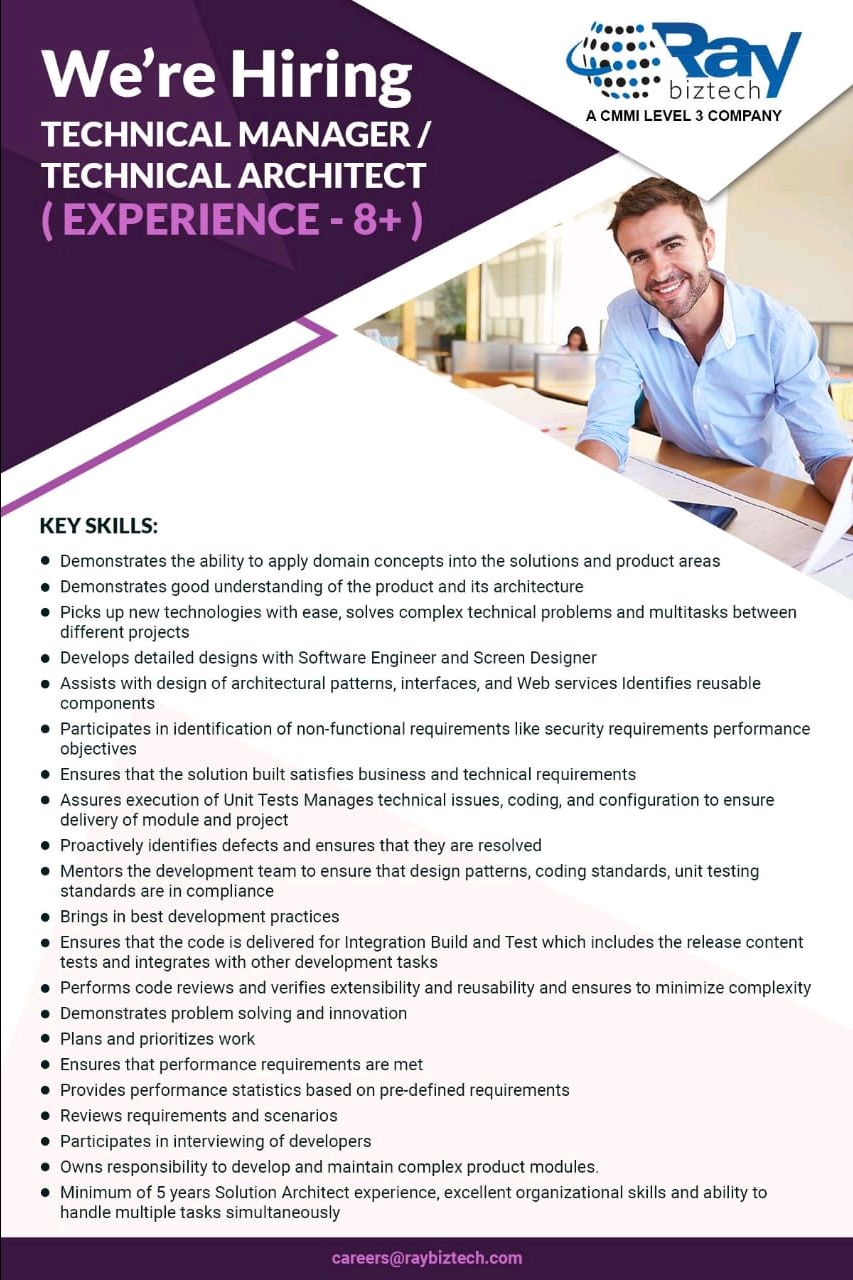 We're Hiring
TECHNICAL MANAGER /
TECHNICAL ARCHITECT
( EXPERIENCE - 8+ )
Ray
biztech
A CMMI LEVEL 3 COMPANY
KEY SKILLS:
● Demonstrates the ability to apply domain concepts into the solutions and product areas
● Demonstrates good understanding of the product and its architecture
● Picks up new technologies with ease, solves complex technical problems and multitasks between
different projects
● Develops detailed designs with Software Engineer and Screen Designer
● Assists with design of architectural patterns, interfaces, and Web services Identifies reusable
components
● Participates in identification of non-functional requirements like security requirements performance
objectives
● Ensures that the solution built satisfies business and technical requirements
● Assures execution of Unit Tests Manages technical issues, coding, and configuration to ensure
delivery of module and project
● Proactively identifies defects and ensures that they are resolved
● Mentors the development team to ensure that design patterns, coding standards, unit testing
standards are in compliance
● Brings in best development practices
● Ensures that the code is delivered for Integration Build and Test which includes the release content
tests and integrates with other development tasks
● Performs code reviews and verifies extensibility and reusability and ensures to minimize complexity
● Demonstrates problem solving and innovation
● Plans and prioritizes work
● Ensures that performance requirements are met
● Provides performance statistics based on pre-defined requirements
● Reviews requirements and scenarios
● Participates in interviewing of developers
● Owns responsibility to develop and maintain complex product modules.
● Minimum of 5 years Solution Architect experience, excellent organizational skills and ability to
handle multiple tasks simultaneously
careers@raybiztech.com